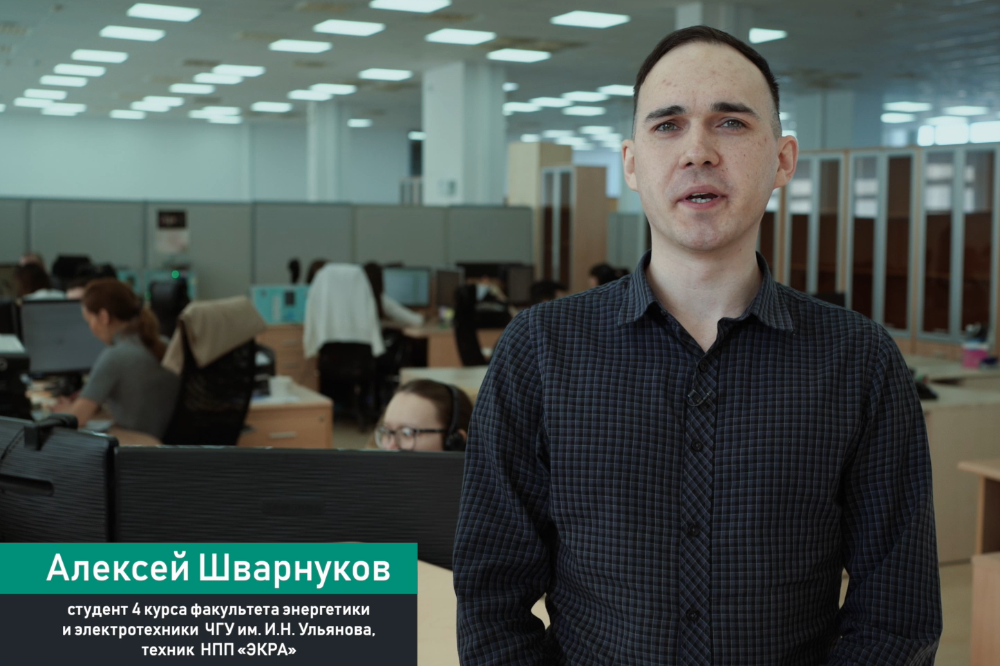 Алексей Шварнуков
студент 4 курса факультета энергетики
и электротехники ЧГУ им. И.Н. Ульянова,
техник НПП «ЭКРА»